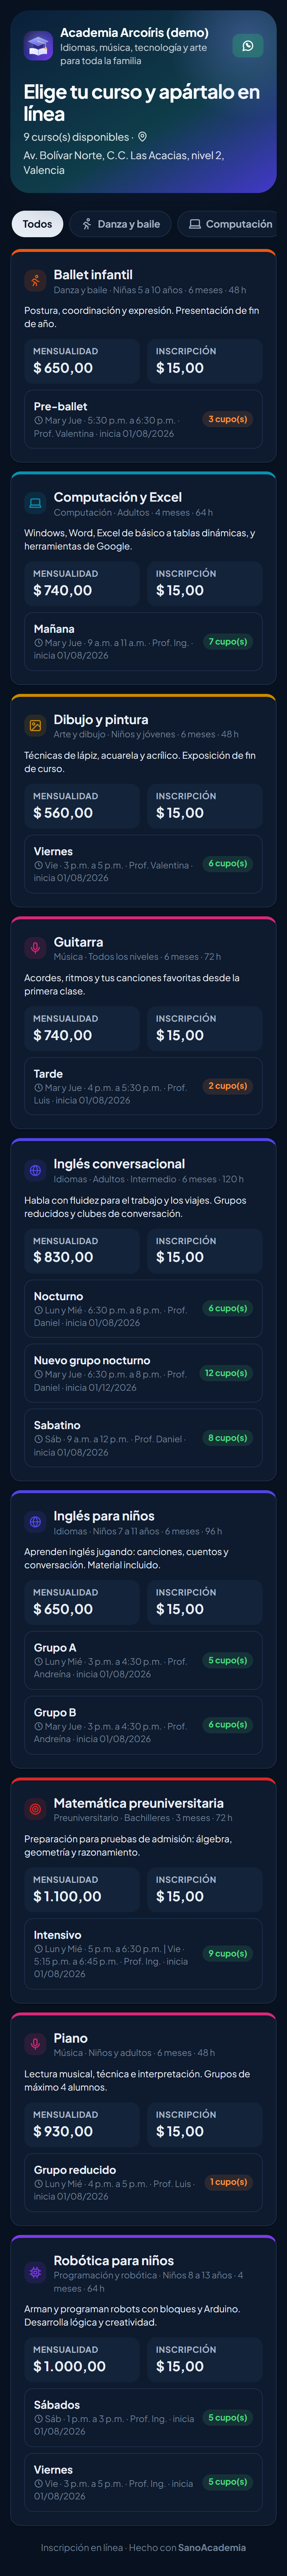 Academia Arcoíris (demo)
Idiomas, música, tecnología y arte
para toda la familia
Elige tu curso y apártalo en
línea
9 curso(s) disponibles ·
Av. Bolívar Norte, C.C. Las Acacias, nivel 2,
Valencia
Todos
Danza y baile
Computación
Ballet infantil
Danza y baile · Niñas 5 a 10 años · 6 meses · 48 h
Postura, coordinación y expresión. Presentación de fin
de año.
MENSUALIDAD
$ 650,00
INSCRIPCIÓN
$ 15,00
Pre-ballet
Mar y Jue · 5:30 p.m. a 6:30 p.m. ·
Prof. Valentina · inicia 01/08/2026
3 cupo(s)
Computación y Excel
Computación · Adultos · 4 meses · 64 h
Windows, Word, Excel de básico a tablas dinámicas, y
herramientas de Google.
MENSUALIDAD
$ 740,00
INSCRIPCIÓN
$ 15,00
Mañana
Mar y Jue · 9 a.m. a 11 a.m. · Prof. Ing. ·
inicia 01/08/2026
7 cupo(s)
Dibujo y pintura
Arte y dibujo · Niños y jóvenes · 6 meses · 48 h
Técnicas de lápiz, acuarela y acrílico. Exposición de fin
de curso.
MENSUALIDAD
$ 560,00
INSCRIPCIÓN
$ 15,00
Viernes
Vie · 3 p.m. a 5 p.m. · Prof. Valentina ·
inicia 01/08/2026
6 cupo(s)
Guitarra
Música · Todos los niveles · 6 meses · 72 h
Acordes, ritmos y tus canciones favoritas desde la
primera clase.
MENSUALIDAD
$ 740,00
INSCRIPCIÓN
$ 15,00
Tarde
Mar y Jue · 4 p.m. a 5:30 p.m. · Prof.
Luis · inicia 01/08/2026
2 cupo(s)
Inglés conversacional
Idiomas · Adultos · Intermedio · 6 meses · 120 h
Habla con fluidez para el trabajo y los viajes. Grupos
reducidos y clubes de conversación.
MENSUALIDAD
$ 830,00
INSCRIPCIÓN
$ 15,00
Nocturno
Lun y Mié · 6:30 p.m. a 8 p.m. · Prof.
Daniel · inicia 01/08/2026
6 cupo(s)
Nuevo grupo nocturno
Mar y Jue · 6:30 p.m. a 8 p.m. · Prof.
Daniel · inicia 01/12/2026
12 cupo(s)
Sabatino
Sáb · 9 a.m. a 12 p.m. · Prof. Daniel ·
inicia 01/08/2026
8 cupo(s)
Inglés para niños
Idiomas · Niños 7 a 11 años · 6 meses · 96 h
Aprenden inglés jugando: canciones, cuentos y
conversación. Material incluido.
MENSUALIDAD
$ 650,00
INSCRIPCIÓN
$ 15,00
Grupo A
Lun y Mié · 3 p.m. a 4:30 p.m. · Prof.
Andreína · inicia 01/08/2026
5 cupo(s)
Grupo B
Mar y Jue · 3 p.m. a 4:30 p.m. · Prof.
Andreína · inicia 01/08/2026
6 cupo(s)
Matemática preuniversitaria
Preuniversitario · Bachilleres · 3 meses · 72 h
Preparación para pruebas de admisión: álgebra,
geometría y razonamiento.
MENSUALIDAD
$ 1.100,00
INSCRIPCIÓN
$ 15,00
Intensivo
Lun y Mié · 5 p.m. a 6:30 p.m. | Vie ·
5:15 p.m. a 6:45 p.m. · Prof. Ing. · inicia
01/08/2026
9 cupo(s)
Piano
Música · Niños y adultos · 6 meses · 48 h
Lectura musical, técnica e interpretación. Grupos de
máximo 4 alumnos.
MENSUALIDAD
$ 930,00
INSCRIPCIÓN
$ 15,00
Grupo reducido
Lun y Mié · 4 p.m. a 5 p.m. · Prof. Luis ·
inicia 01/08/2026
1 cupo(s)
Robótica para niños
Programación y robótica · Niños 8 a 13 años · 4
meses · 64 h
Arman y programan robots con bloques y Arduino.
Desarrolla lógica y creatividad.
MENSUALIDAD
$ 1.000,00
INSCRIPCIÓN
$ 15,00
Sábados
Sáb · 1 p.m. a 3 p.m. · Prof. Ing. · inicia
01/08/2026
5 cupo(s)
Viernes
Vie · 3 p.m. a 5 p.m. · Prof. Ing. · inicia
01/08/2026
5 cupo(s)
Inscripción en línea · Hecho con SanoAcademia